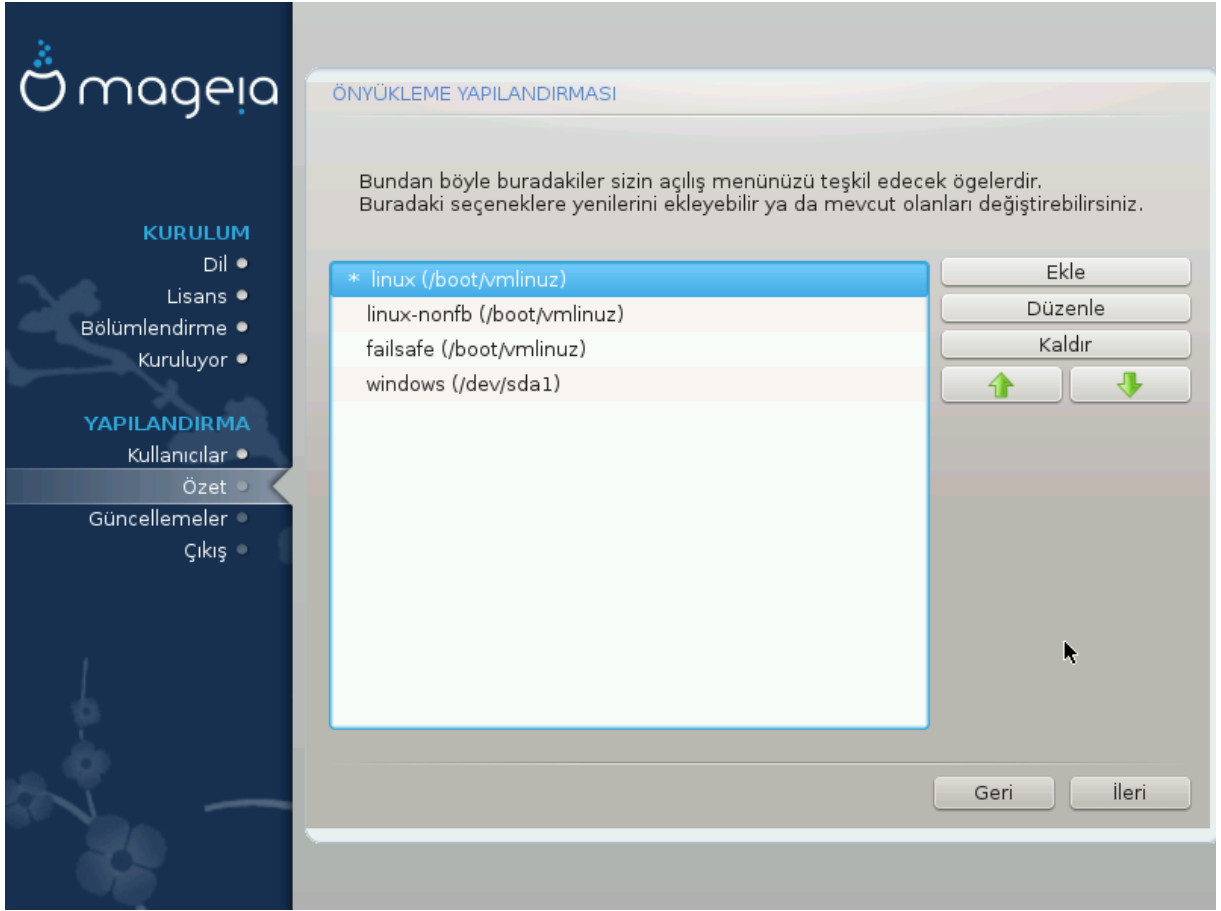 mageia
KURULUM
Dil
Lisans
Bölümlendirme
Kuruluyor
YAPILANDIRMA
Kullanıcılar
Özet
Güncellemeler
Çıkış
ÖNYÜKLEME YAPILANDIRMASI
Bundan böyle buradakiler sizin açılış menünüzü teşkil edecek ögelerdir.
Buradaki seçeneklere yenilerini ekleyebilir ya da mevcut olanları değiştirebilirsiniz.
* linux (/boot/vmlinuz)
linux-nonfb (/boot/vmlinuz)
failsafe (/boot/vmlinuz)
windows (/dev/sda1)
Ekle
Düzenle
Kaldır
Geri
İleri